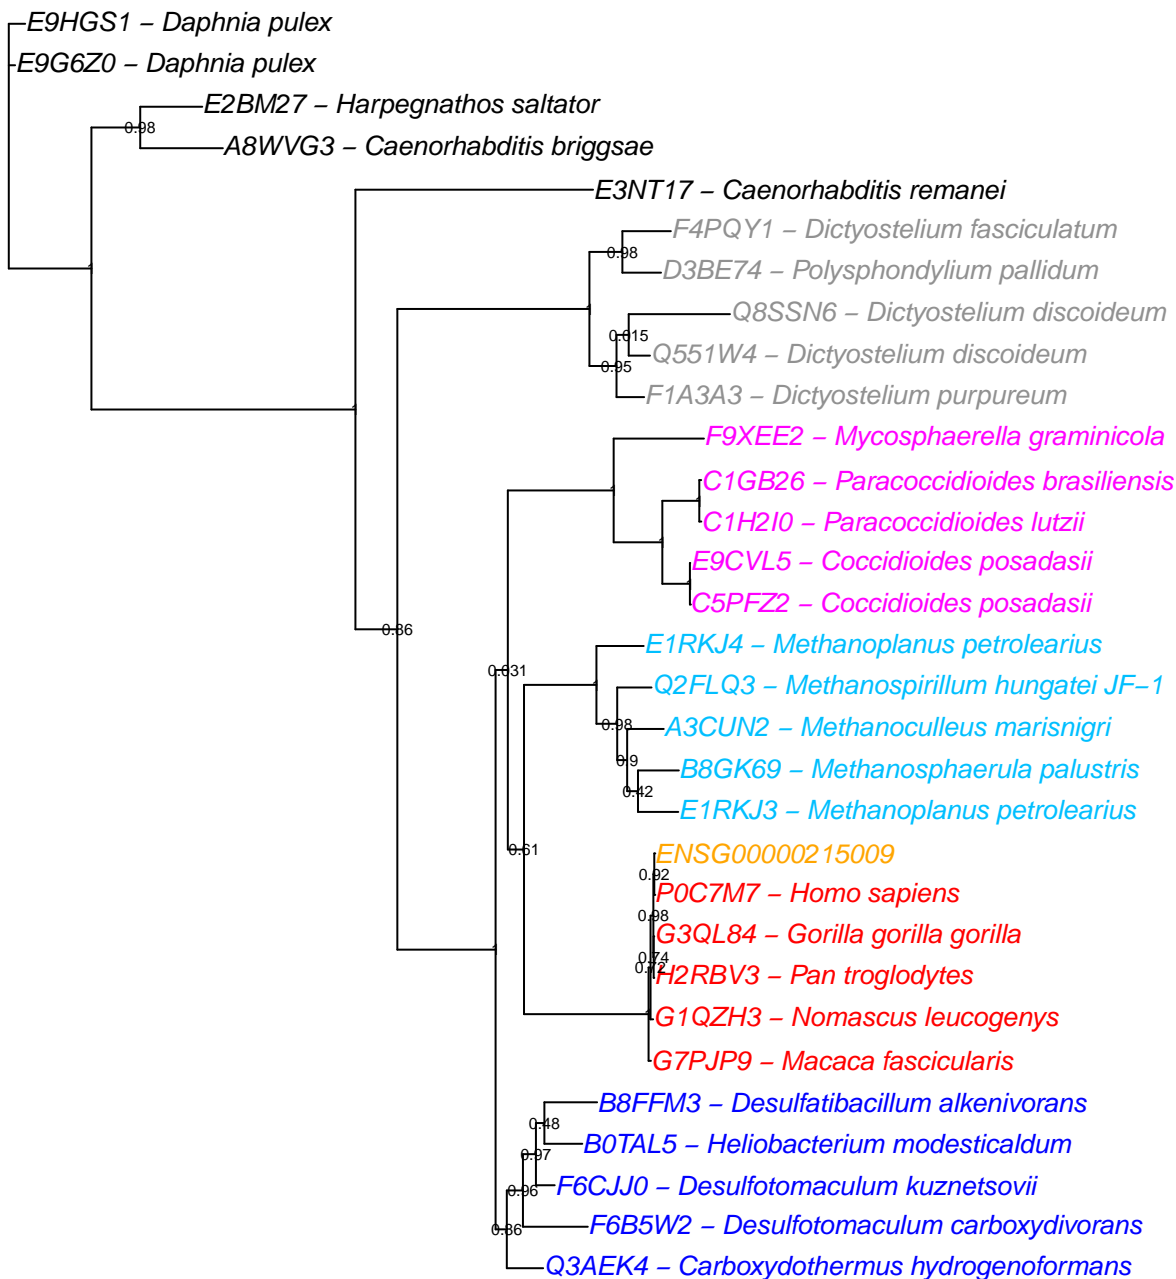 E9HGS1 – Daphnia pulex
E9G6Z0 – Daphnia pulex
E2BM27 – Harpegnathos saltator
0.98
A8WVG3 – Caenorhabditis briggsae
E3NT17 – Caenorhabditis remanei
F4PQY1 – Dictyostelium fasciculatum
0.98
D3BE74 – Polysphondylium pallidum
Q8SSN6 – Dictyostelium discoideum
0.015
Q551W4 – Dictyostelium discoideum
0.95
F1A3A3 – Dictyostelium purpureum
F9XEE2 – Mycosphaerella graminicola
C1GB26 – Paracoccidioides brasiliensis
C1H2I0 – Paracoccidioides lutzii
E9CVL5 – Coccidioides posadasii
C5PFZ2 – Coccidioides posadasii
0.86
E1RKJ4 – Methanoplanus petrolearius
0.031
Q2FLQ3 – Methanospirillum hungatei JF–1
0.98
A3CUN2 – Methanoculleus marisnigri
0.9
B8GK69 – Methanosphaerula palustris
0.42
E1RKJ3 – Methanoplanus petrolearius
0.61
ENSG00000215009
0.92
P0C7M7 – Homo sapiens
0.98
G3QL84 – Gorilla gorilla gorilla
0.74
0.72
H2RBV3 – Pan troglodytes
G1QZH3 – Nomascus leucogenys
G7PJP9 – Macaca fascicularis
B8FFM3 – Desulfatibacillum alkenivorans
0.48
B0TAL5 – Heliobacterium modesticaldum
0.97
F6CJJ0 – Desulfotomaculum kuznetsovii
0.96
F6B5W2 – Desulfotomaculum carboxydivorans
0.86
Q3AEK4 – Carboxydothermus hydrogenoformans